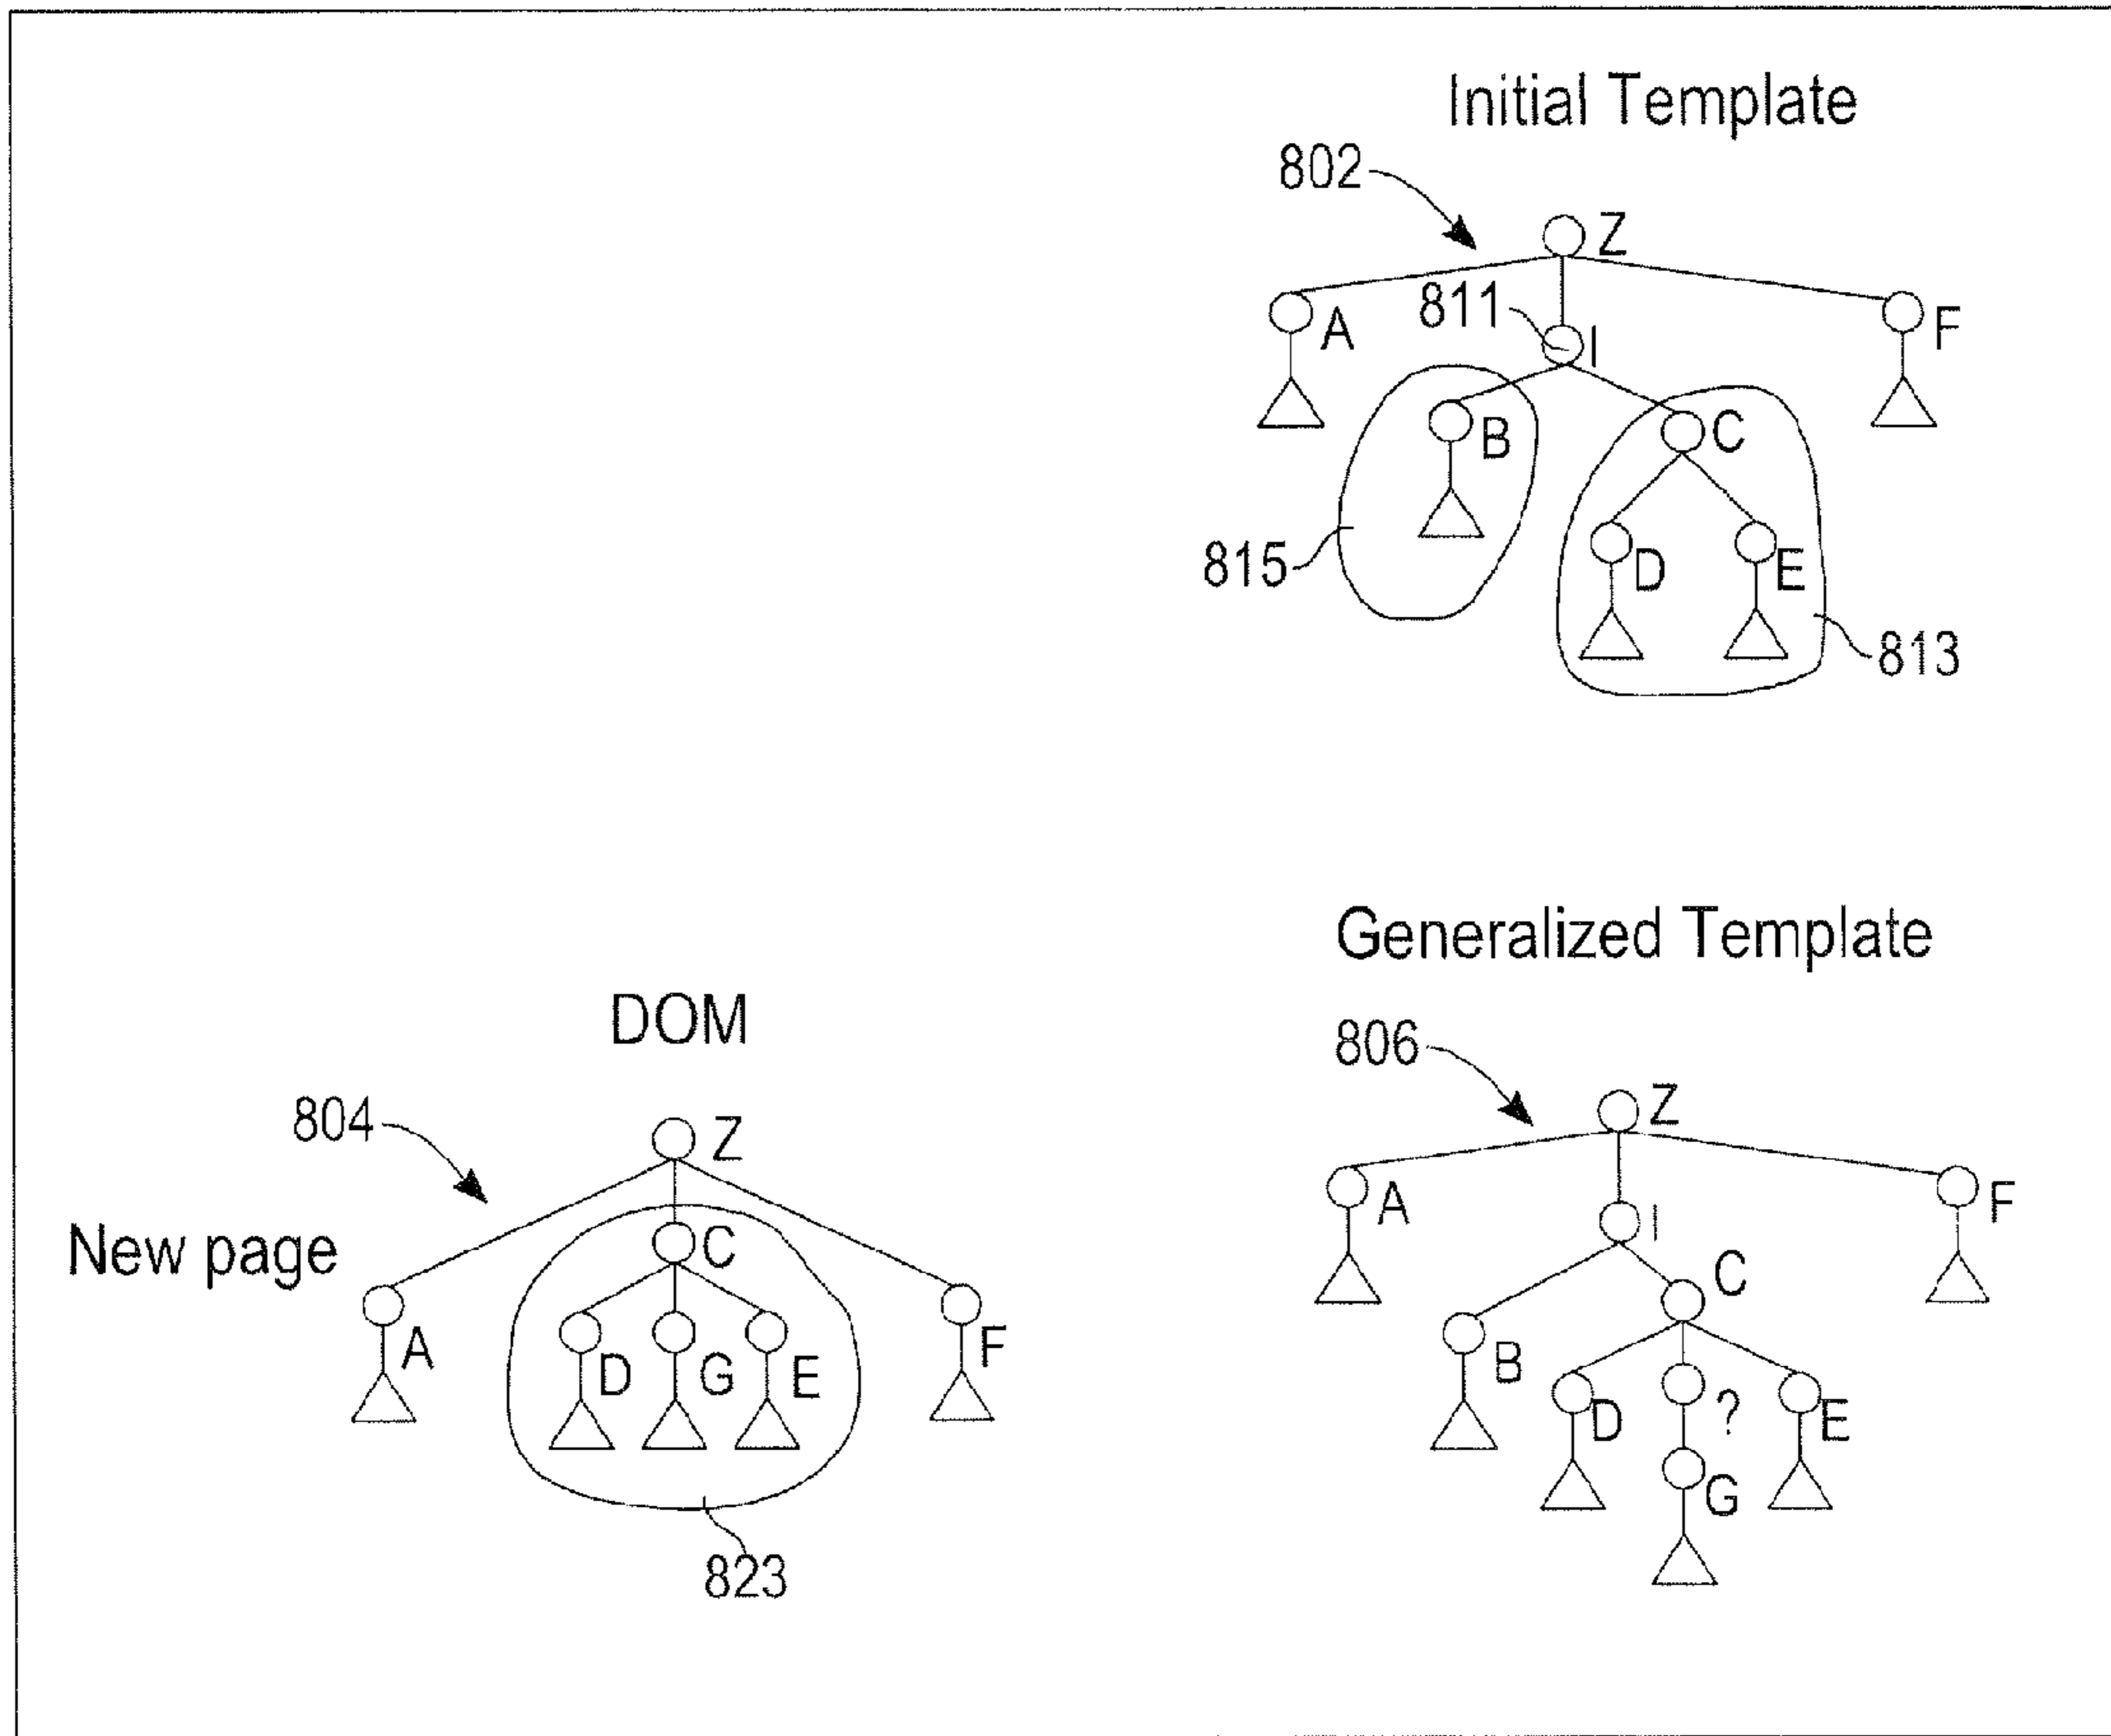 Initial Template
802
Z
811
A
I
F
B
C
815
D
E
813
Generalized Template
DOM
806
804
Z
Z
New page
A
F
C
I
C
A
F
D
G
E
B
D
?
E
G
823